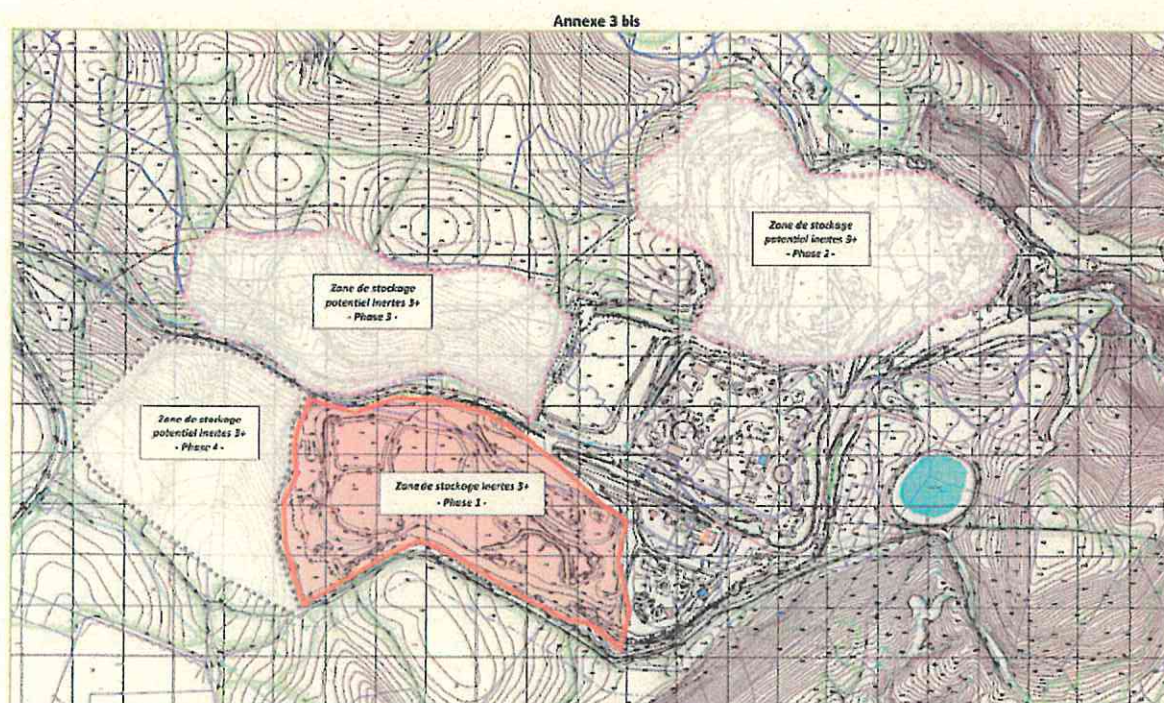 Annexe 3 bis
Zone de stockage
potentiel inertes 3+
- Phase 2 -
Zone de stockage
potentiel inertes 3+
- Phase 3 -
Zone de stockage
potentiel inertes 3+
- Phase 4 -
Zone de stockage inertes 3+
- Phase 1 -